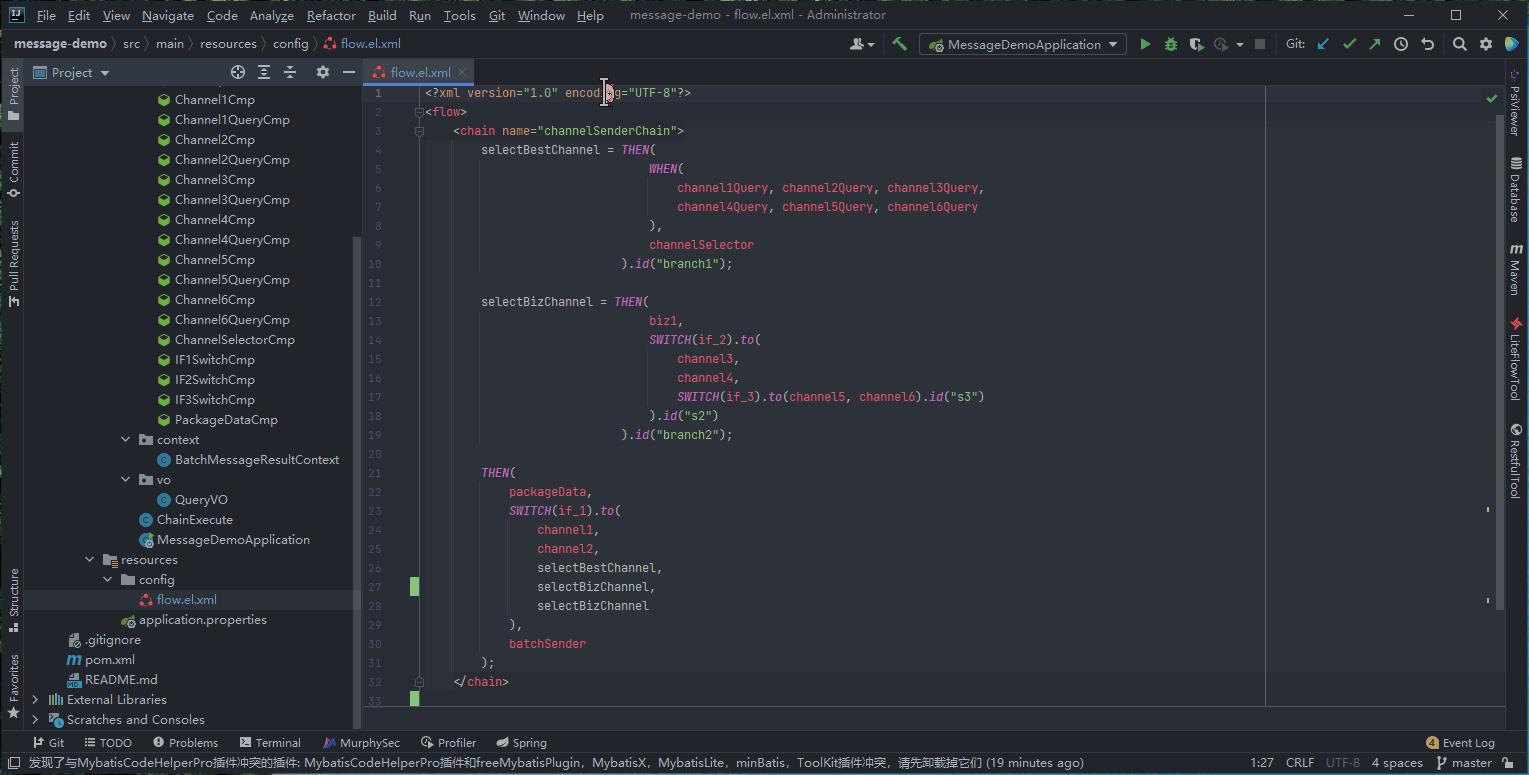 File Edit View Navigate Code Analyze Refactor Build Run Tools Git Window Help message-demo - flow.el.xml - Administrator
message-demo src main resources config flow.el.xml MessageDemoApplication Git:
Project flow.el.xml
Channel1Cmp
Channel1QueryCmp
Channel2Cmp
Channel2QueryCmp
Channel3Cmp
Channel3QueryCmp
Channel4Cmp
Channel4QueryCmp
Channel5Cmp
Channel5QueryCmp
Channel6Cmp
Channel6QueryCmp
ChannelSelectorCmp
IF1SwitchCmp
IF2SwitchCmp
IF3SwitchCmp
PackageDataCmp
context
BatchMessageResultContext
vo
QueryVO
ChainExecute
MessageDemoApplication
resources
config
flow.el.xml
application.properties
.gitignore
pom.xml
README.md
External Libraries
Scratches and Consoles
Project
Commit
Pull Requests
Structure
Favorites
1 <?xml version="1.0" encoding="UTF-8"?>
2 <flow>
3 <chain name="channelSenderChain">
4 selectBestChannel = THEN(
5 WHEN(
6 channel1Query, channel2Query, channel3Query,
7 channel4Query, channel5Query, channel6Query
8 ),
9 channelSelector
10 ).id("branch1");
11
12 selectBizChannel = THEN(
13 biz1,
14 SWITCH(if_2).to(
15 channel3,
16 channel4,
17 SWITCH(if_3).to(channel5, channel6).id("s3")
18 ).id("s2")
19 ).id("branch2");
20
21 THEN(
22 packageData,
23 SWITCH(if_1).to(
24 channel1,
25 channel2,
26 selectBestChannel,
27 selectBizChannel,
28 selectBizChannel
29 ),
30 batchSender
31 );
32 </chain>
33
PsiViewer
Database
Maven
LiteFlowTool
RestfulTool
Git TODO Problems Terminal MurphySec Profiler Spring 4 Event Log
发现了与MybatisCodeHelperPro插件冲突的插件: MybatisCodeHelperPro插件和freeMybatisPlugin，MybatisX，MybatisLite，minBatis，ToolKit插件冲突，请先卸载掉它们 (19 minutes ago) 1:27 CRLF UTF-8 4 spaces master